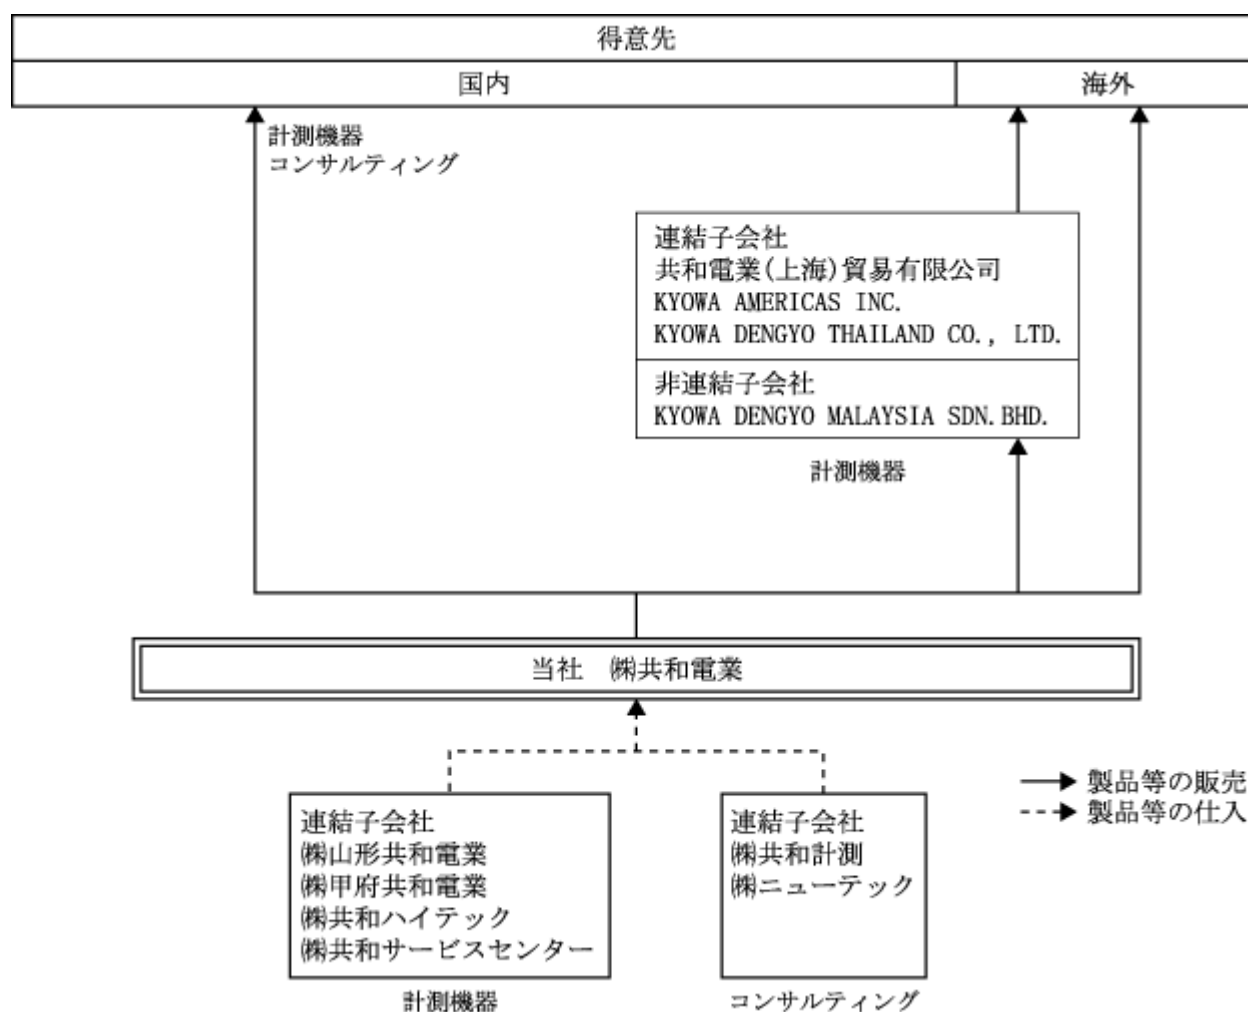 得意先
国内
海外
計測機器
コンサルティング
連結子会社
共和電業(上海)貿易有限公司
KYOWA AMERICAS INC.
KYOWA DENGYO THAILAND CO., LTD.
非連結子会社
KYOWA DENGYO MALAYSIA SDN.BHD.
計測機器
当社　㈱共和電業
製品等の販売
製品等の仕入
連結子会社
㈱山形共和電業
㈱甲府共和電業
㈱共和ハイテック
㈱共和サービスセンター
計測機器
連結子会社
㈱共和計測
㈱ニューテック
コンサルティング